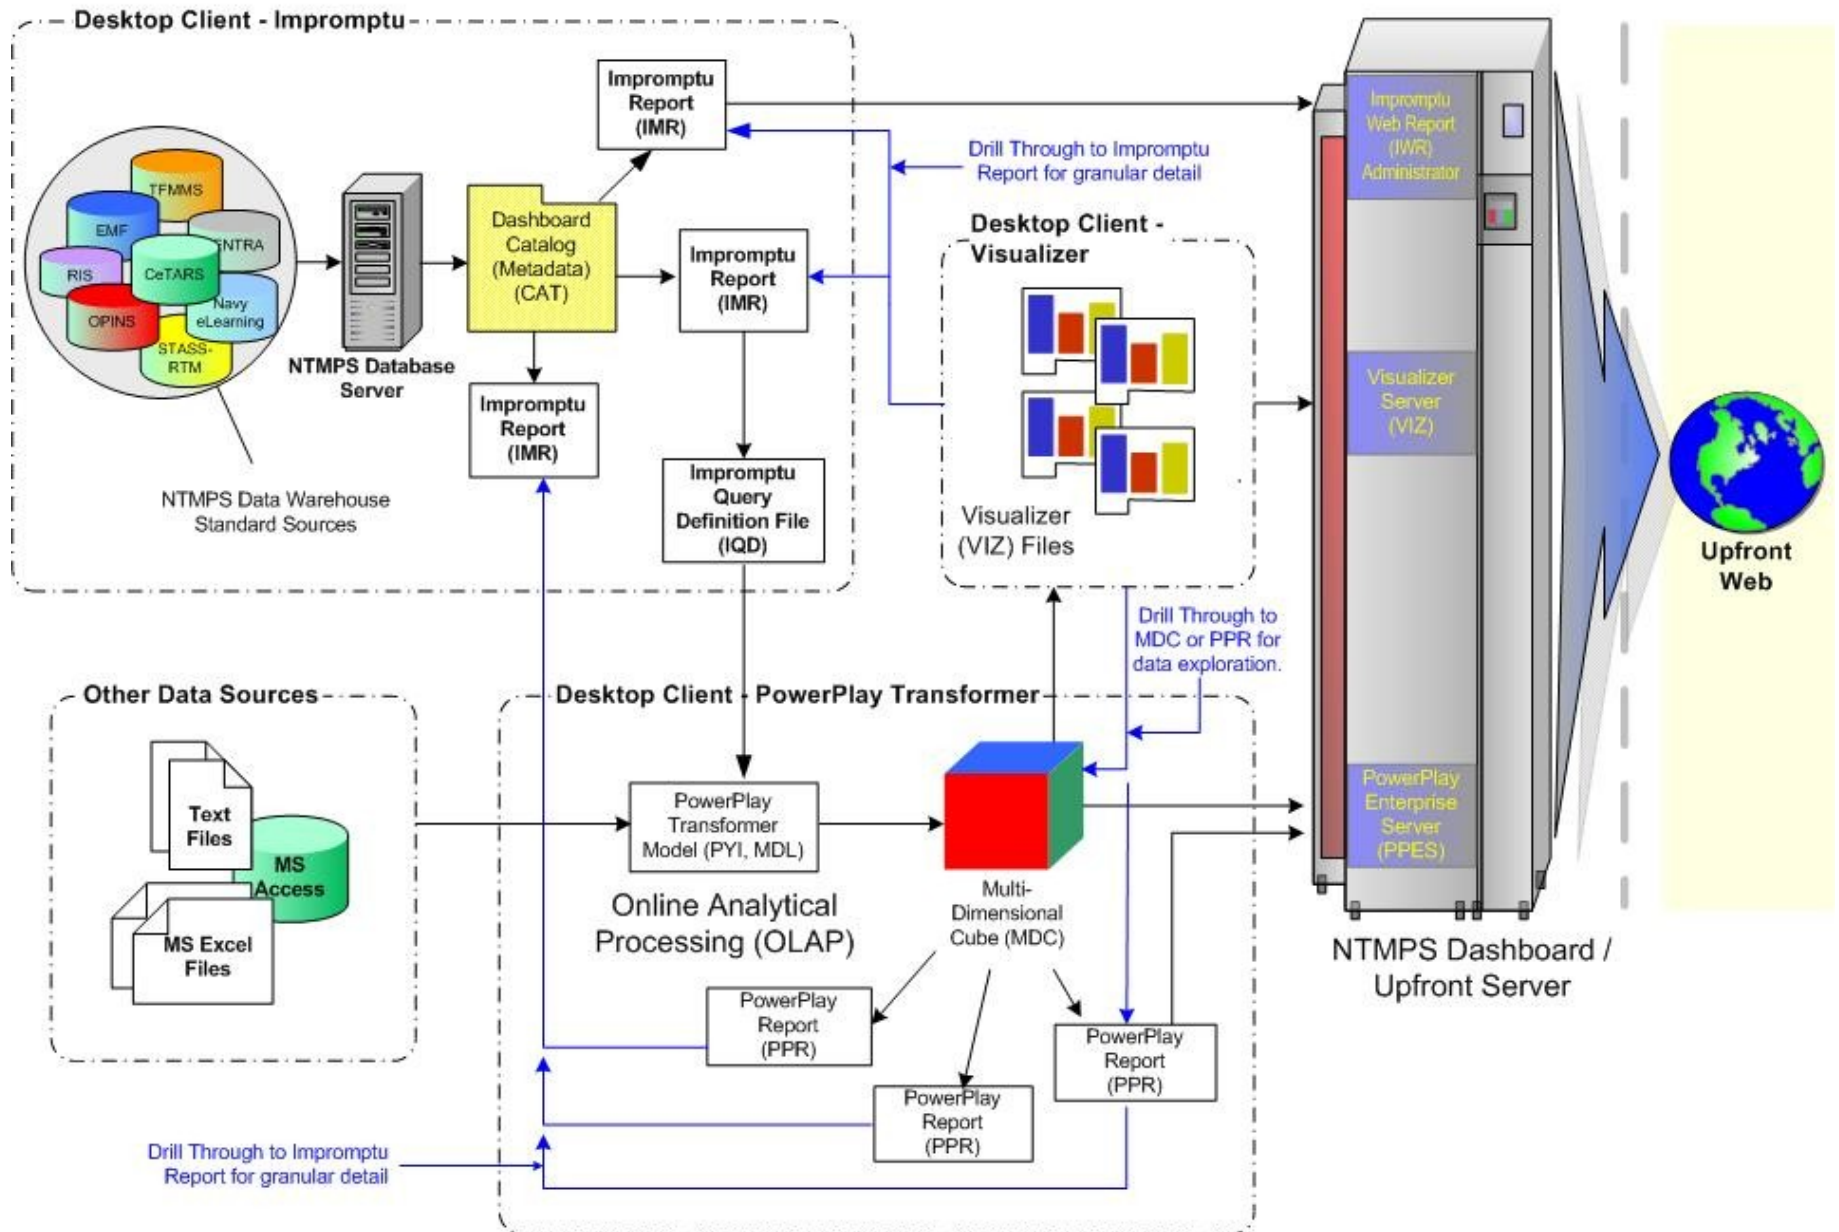 Desktop Client - Impromptu
Impromptu
Report
(IMR)
TFMMS
EMF
ENTRA
RIS
CeTARS
OPINS
Navy
eLearning
STASS-
RTM
NTMPS Database
Server
Dashboard
Catalog
(Metadata)
(CAT)
Impromptu
Report
(IMR)
Impromptu
Report
(IMR)
Impromptu
Query
Definition File
(IQD)
NTMPS Data Warehouse
Standard Sources
Drill Through to Impromptu
Report for granular detail
Desktop Client -
Visualizer
Visualizer
(VIZ) Files
Drill Through to
MDC or PPR for
data exploration.
Impromptu
Web Report
(IWR)
Administrator
Visualizer
Server
(VIZ)
PowerPlay
Enterprise
Server
(PPES)
NTMPS Dashboard /
Upfront Server
Upfront
Web
Other Data Sources
Text
Files
MS
Access
MS Excel
Files
Desktop Client - PowerPlay Transformer
PowerPlay
Transformer
Model (PYI, MDL)
Online Analytical
Processing (OLAP)
Multi-
Dimensional
Cube (MDC)
PowerPlay
Report
(PPR)
PowerPlay
Report
(PPR)
PowerPlay
Report
(PPR)
Drill Through to Impromptu
Report for granular detail